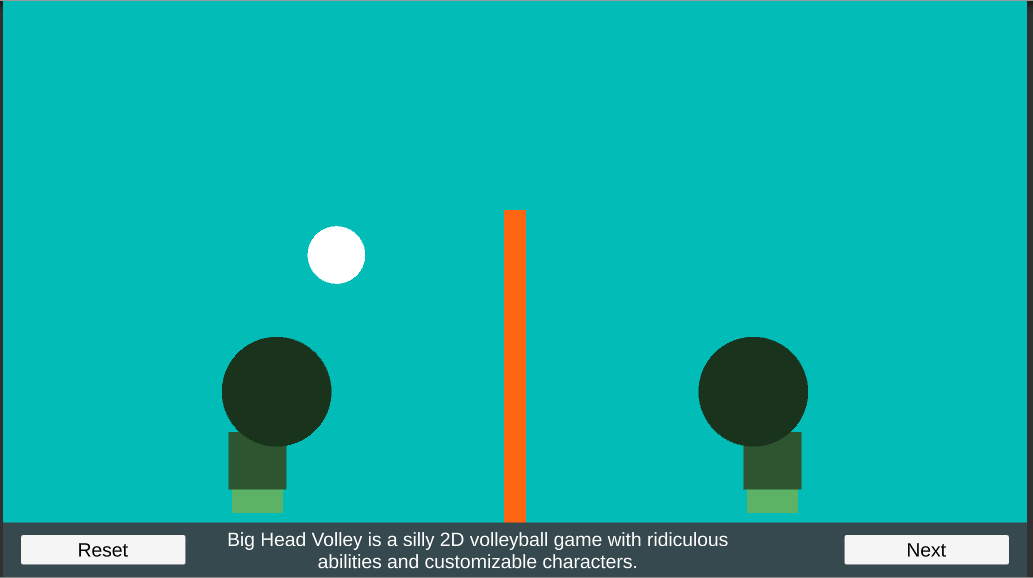 Big Head Volley is a silly 2D volleyball game with ridiculous
abilities and customizable characters.
Reset
Next